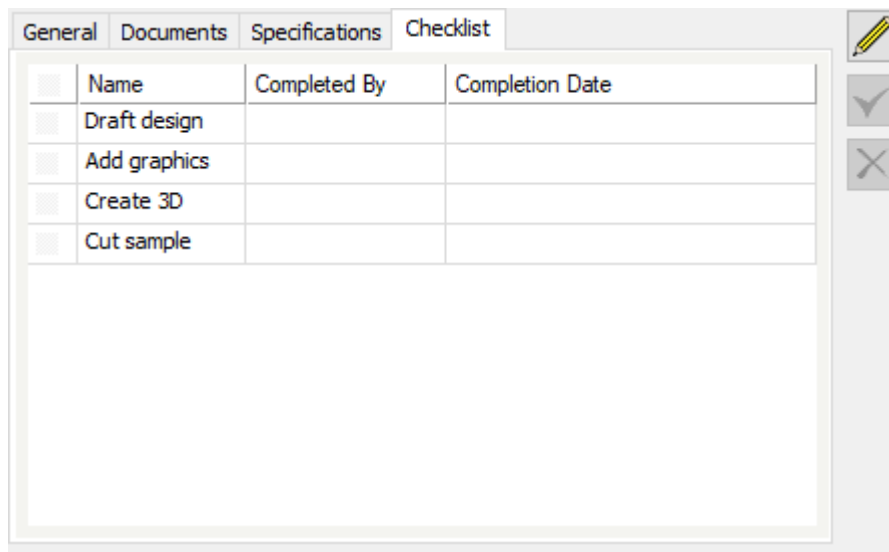 General Documents Specifications Checklist
Name Completed By Completion Date
Draft design
Add graphics
Create 3D
Cut sample